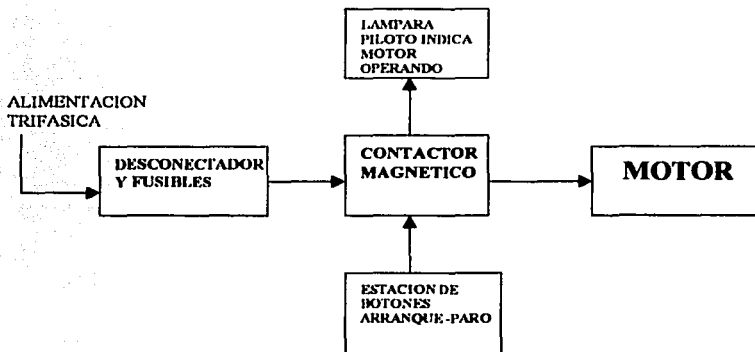 LAMPARA
PILOTO INDICA
MOTOR
OPERANDO
ALIMENTACION
TRIFASICA
DESCONECTADOR
Y FUSIBLES
CONTACTOR
MAGNETICO
MOTOR
ESTACION DE
BOTONES
ARRANQUE-PARO